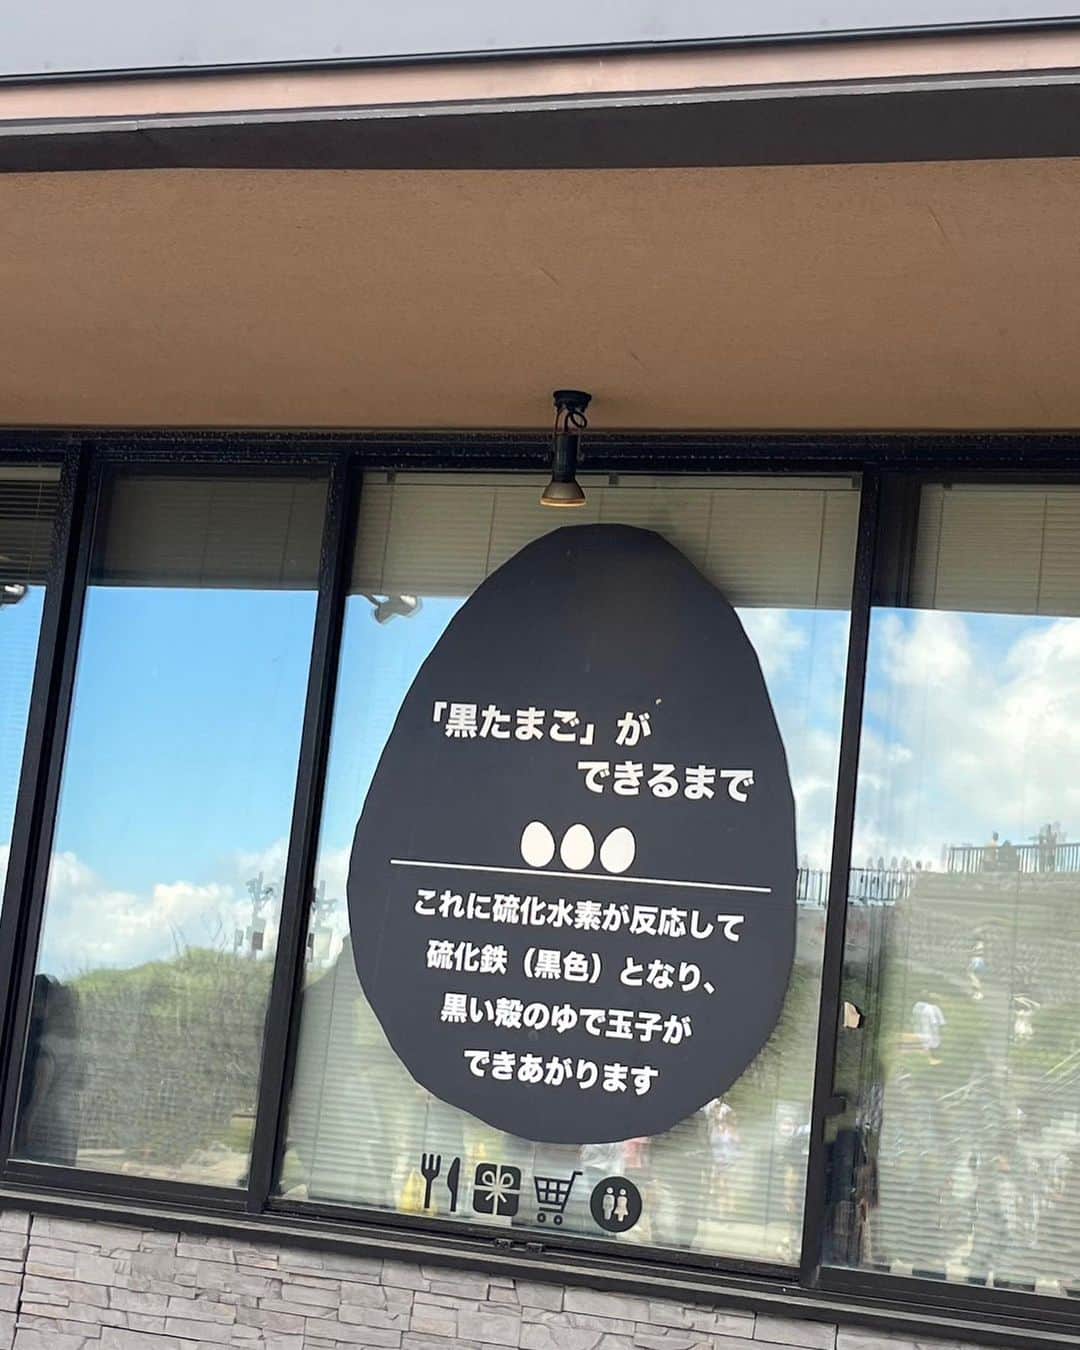 「黒たまご」が
できるまで
これに硫化水素が反応して
硫化鉄（黒色）となり、
黒い殻のゆで玉子が
できあがります